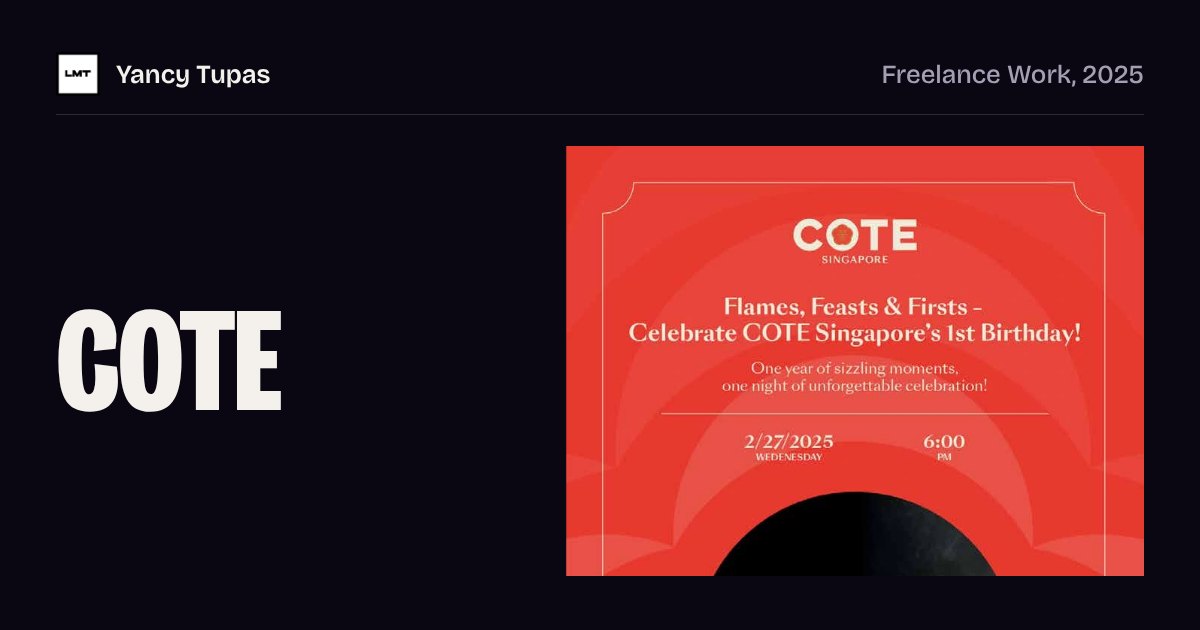 LMT
Yancy Tupas
Freelance Work, 2025
COTE
COTE
SINGAPORE
Flames, Feasts & Firsts –
Celebrate COTE Singapore's 1st Birthday!
One year of sizzling moments,
one night of unforgettable celebration!
2/27/2025
WEDENESDAY
6:00
PM